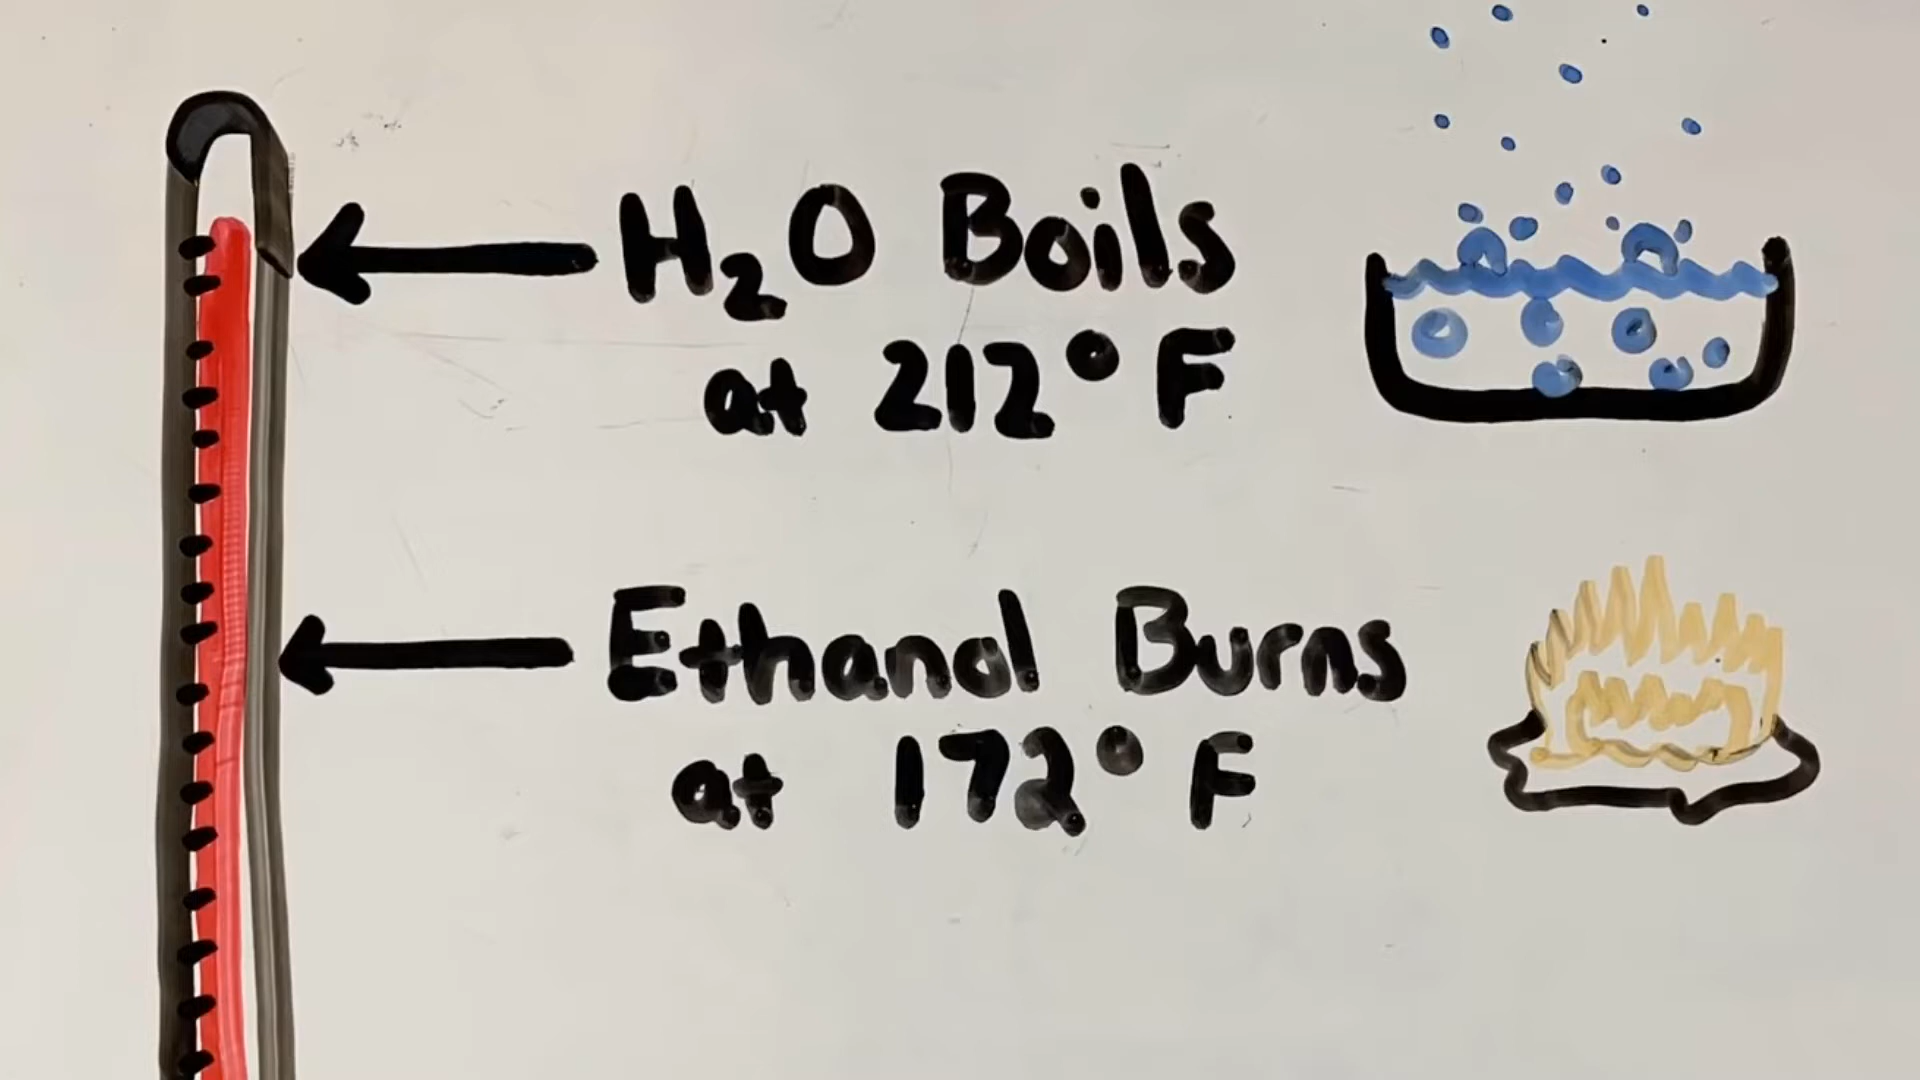 H₂O Boils
at 212° F
Ethanol Burns
at 172° F